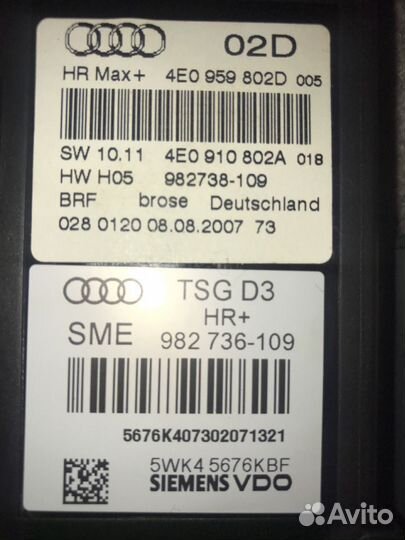 02D
HR Max+ 4E0 959 802D 005
SW 10.11 4E0 910 802A 018
HW H05 982738-109
BRF brose Deutschland
028 0120 08.08.2007 73
TSG D3
HR+
SME 982 736-109
5676K407302071321
5WK4 5676KBF
SIEMENS VDO
Avito